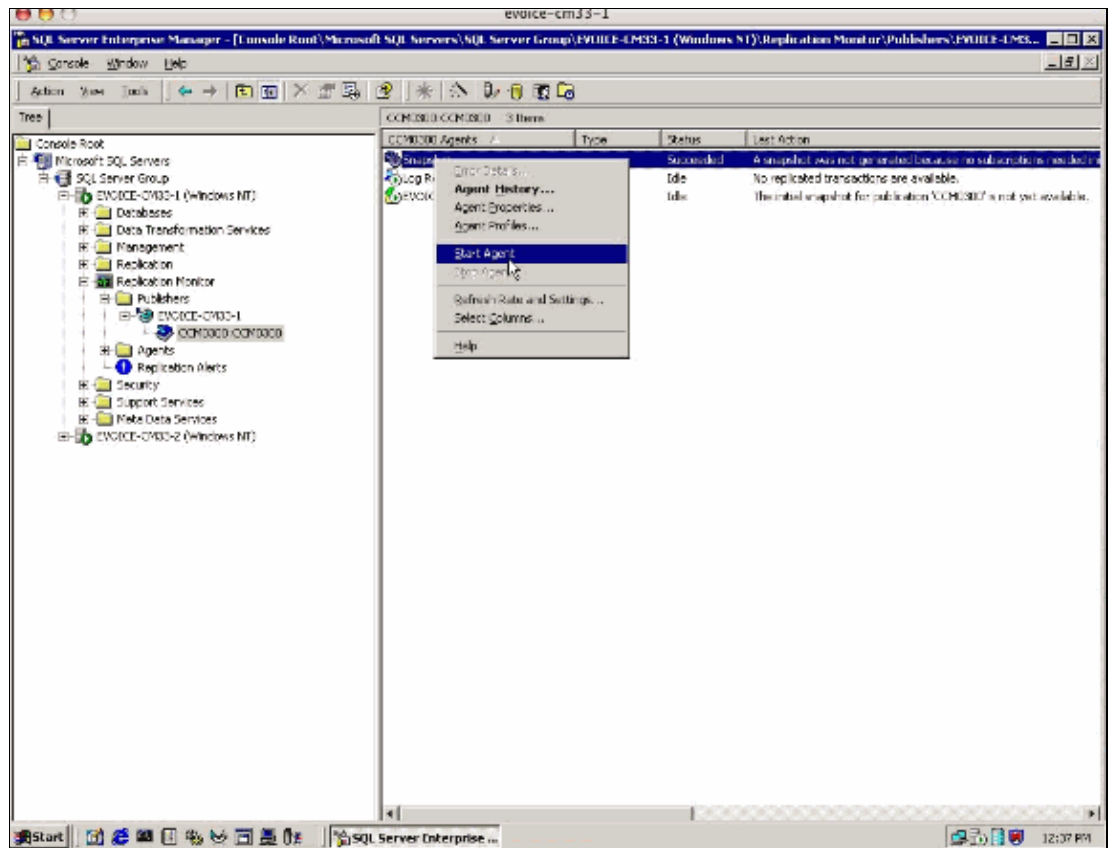 evoice-cm33-1
SQL Server Enterprise Manager - [Console Root\Microsoft SQL Servers\SQL Server Group\EVOICE-CM33-1 (Windows NT)\Replication Monitor\Publishers\EVOICE-CM3...
Console Window Help
Action View Tools
Tree
CCM0300:CCM0300 3 Items
Console Root
Microsoft SQL Servers
SQL Server Group
EVOICE-CM33-1 (Windows NT)
Databases
Data Transformation Services
Management
Replication
Replication Monitor
Publishers
EVOICE-CM33-1
CCM0300:CCM0300
Agents
Replication Alerts
Security
Support Services
Meta Data Services
EVOICE-CM33-2 (Windows NT)
CCM0300 Agents Type Status Last Action
Snapsh Succeeded A snapshot was not generated because no subscriptions needed in
Log R Idle No replicated transactions are available.
EVOIC Idle The initial snapshot for publication 'CCM0300' is not yet available.
Error Details...
Agent History...
Agent Properties...
Agent Profiles...
Start Agent
Stop Agent
Refresh Rate and Settings...
Select Columns...
Help
Start SQL Server Enterprise ... 12:37 PM